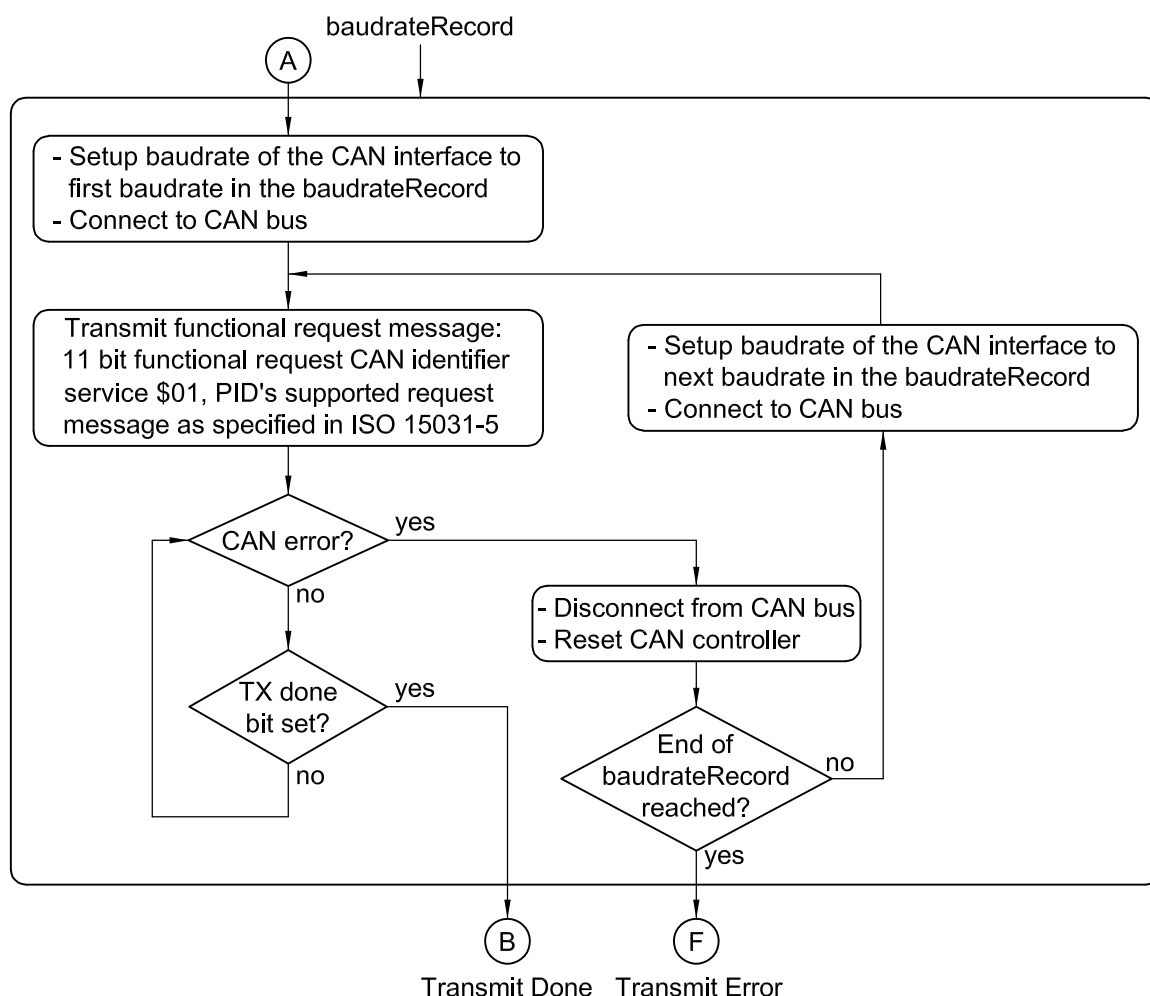 baudrateRecord
A
- Setup baudrate of the CAN interface to
first baudrate in the baudrateRecord
- Connect to CAN bus
Transmit functional request message:
11 bit functional request CAN identifier
service $01, PID's supported request
message as specified in ISO 15031-5
- Setup baudrate of the CAN interface to
next baudrate in the baudrateRecord
- Connect to CAN bus
CAN error?
yes
no
- Disconnect from CAN bus
- Reset CAN controller
TX done
bit set?
yes
no
End of
baudrateRecord
reached?
no
yes
B
F
Transmit Done
Transmit Error